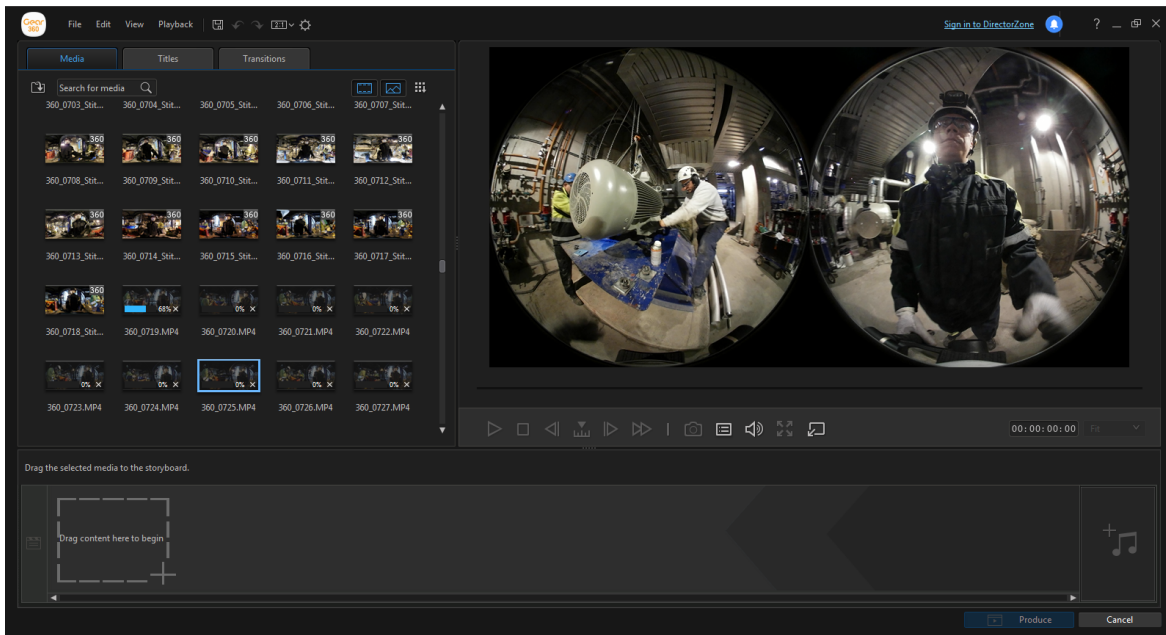 Gear 360
File Edit View Playback 2:1 Sign in to DirectorZone ?
Media Titles Transitions
Search for media
360_0703_Stit... 360_0704_Stit... 360_0705_Stit... 360_0706_Stit... 360_0707_Stit...
360 360 360 360 360
360_0708_Stit... 360_0709_Stit... 360_0710_Stit... 360_0711_Stit... 360_0712_Stit...
360 360 360 360 360
360_0713_Stit... 360_0714_Stit... 360_0715_Stit... 360_0716_Stit... 360_0717_Stit...
360 68% 0% 0% 0%
360_0718_Stit... 360_0719.MP4 360_0720.MP4 360_0721.MP4 360_0722.MP4
0% 0% 0% 0% 0%
360_0723.MP4 360_0724.MP4 360_0725.MP4 360_0726.MP4 360_0727.MP4
00:00:00:00 Fit
Drag the selected media to the storyboard.
Drag content here to begin
Produce Cancel